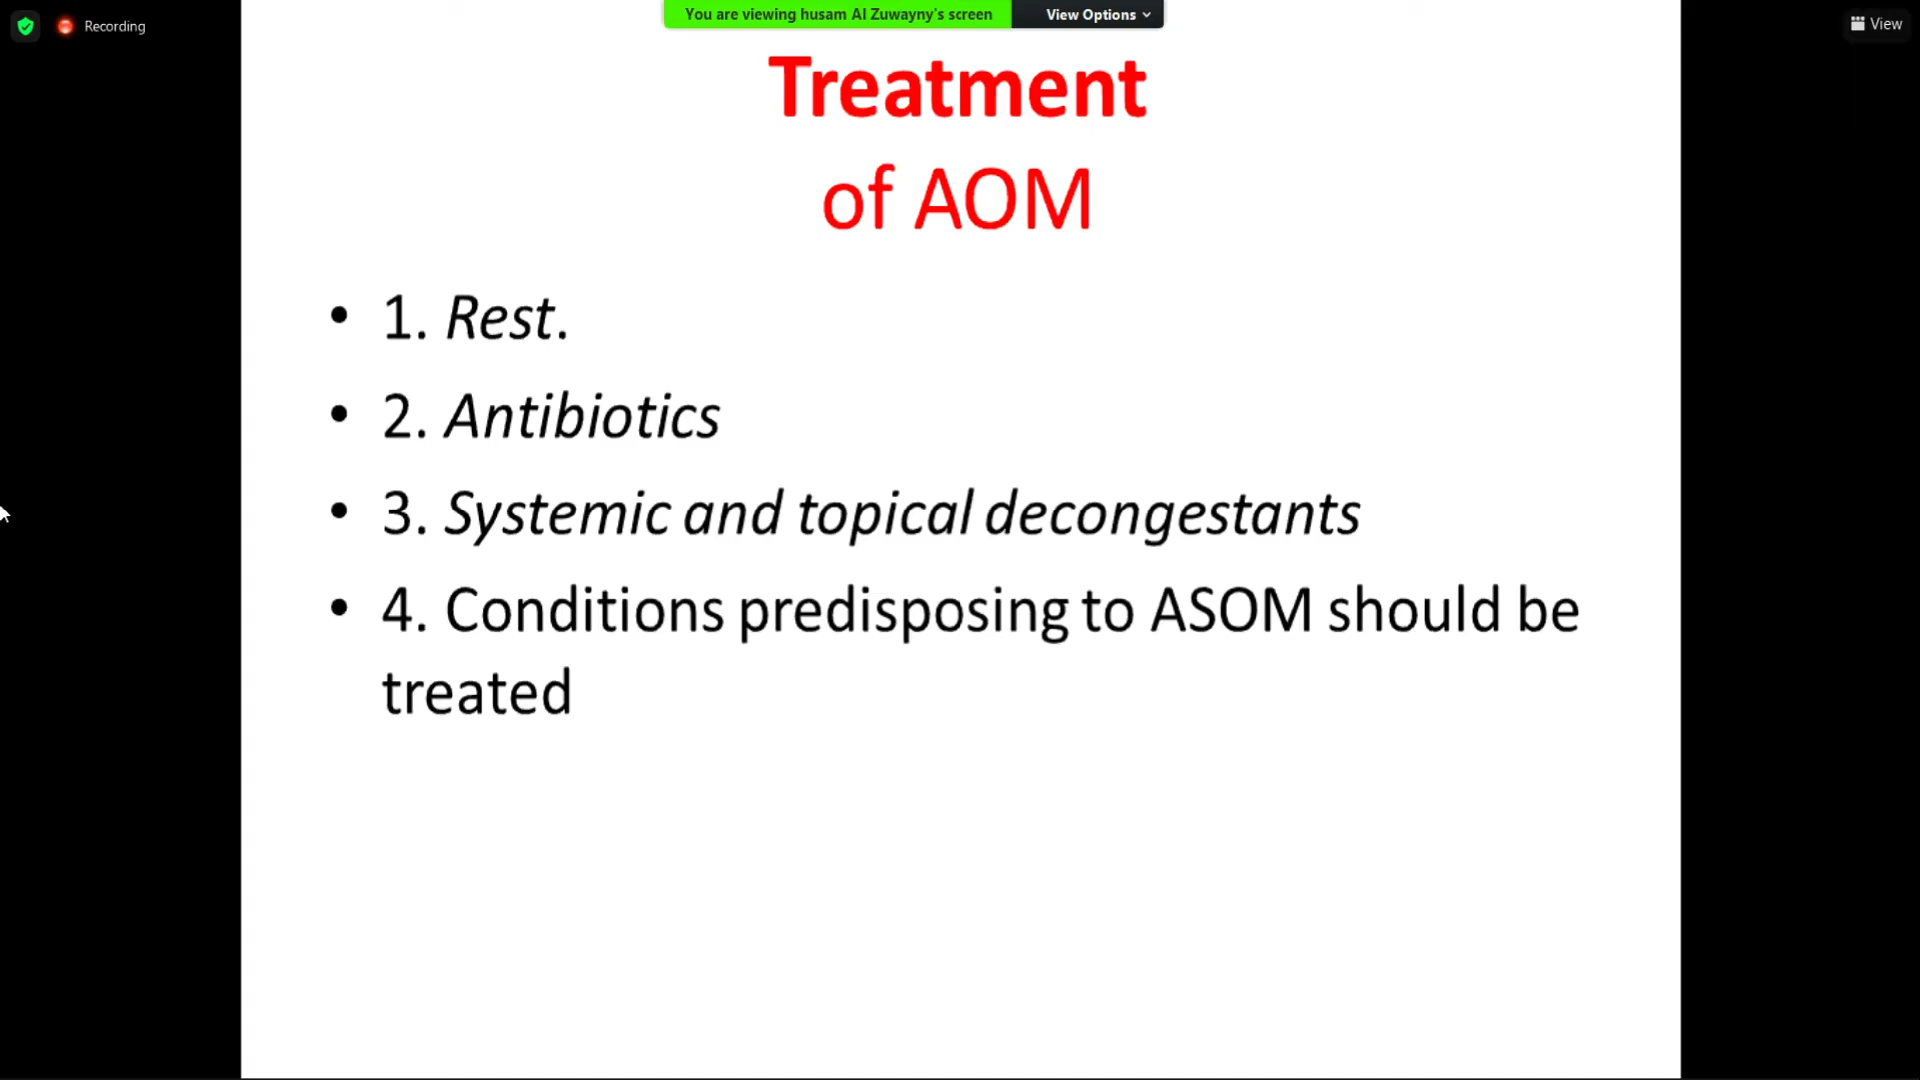 Recording
You are viewing husam Al Zuwayny's screen
View Options
View
Treatment
of AOM
• 1. Rest.
• 2. Antibiotics
• 3. Systemic and topical decongestants
• 4. Conditions predisposing to ASOM should be
treated